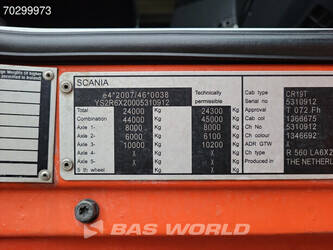 70299973
SCANIA
e4*2007/46*0038
YS2R6X20005310912
Technically
permissible
Total 24000 Kg 24300 Kg
Combination 44000 Kg 45000 Kg
Axle 1- 8000 Kg 8000 Kg
Axle 2- 6000 Kg 6100 Kg
Axle 3- 10000 Kg 10200 Kg
Axle 4- X Kg X Kg
Axle 5- X Kg X Kg
5 th wheel X Kg X Kg
Cab type CR19T
Serial No 5310912
Approval T 072.Fh
Cab colour 1366675
Ch No 5310912
Ch colour 1346692
ADR GTW X
Ch type R 560 LA6X2
Produced in THE NETHERL
BAS WORLD